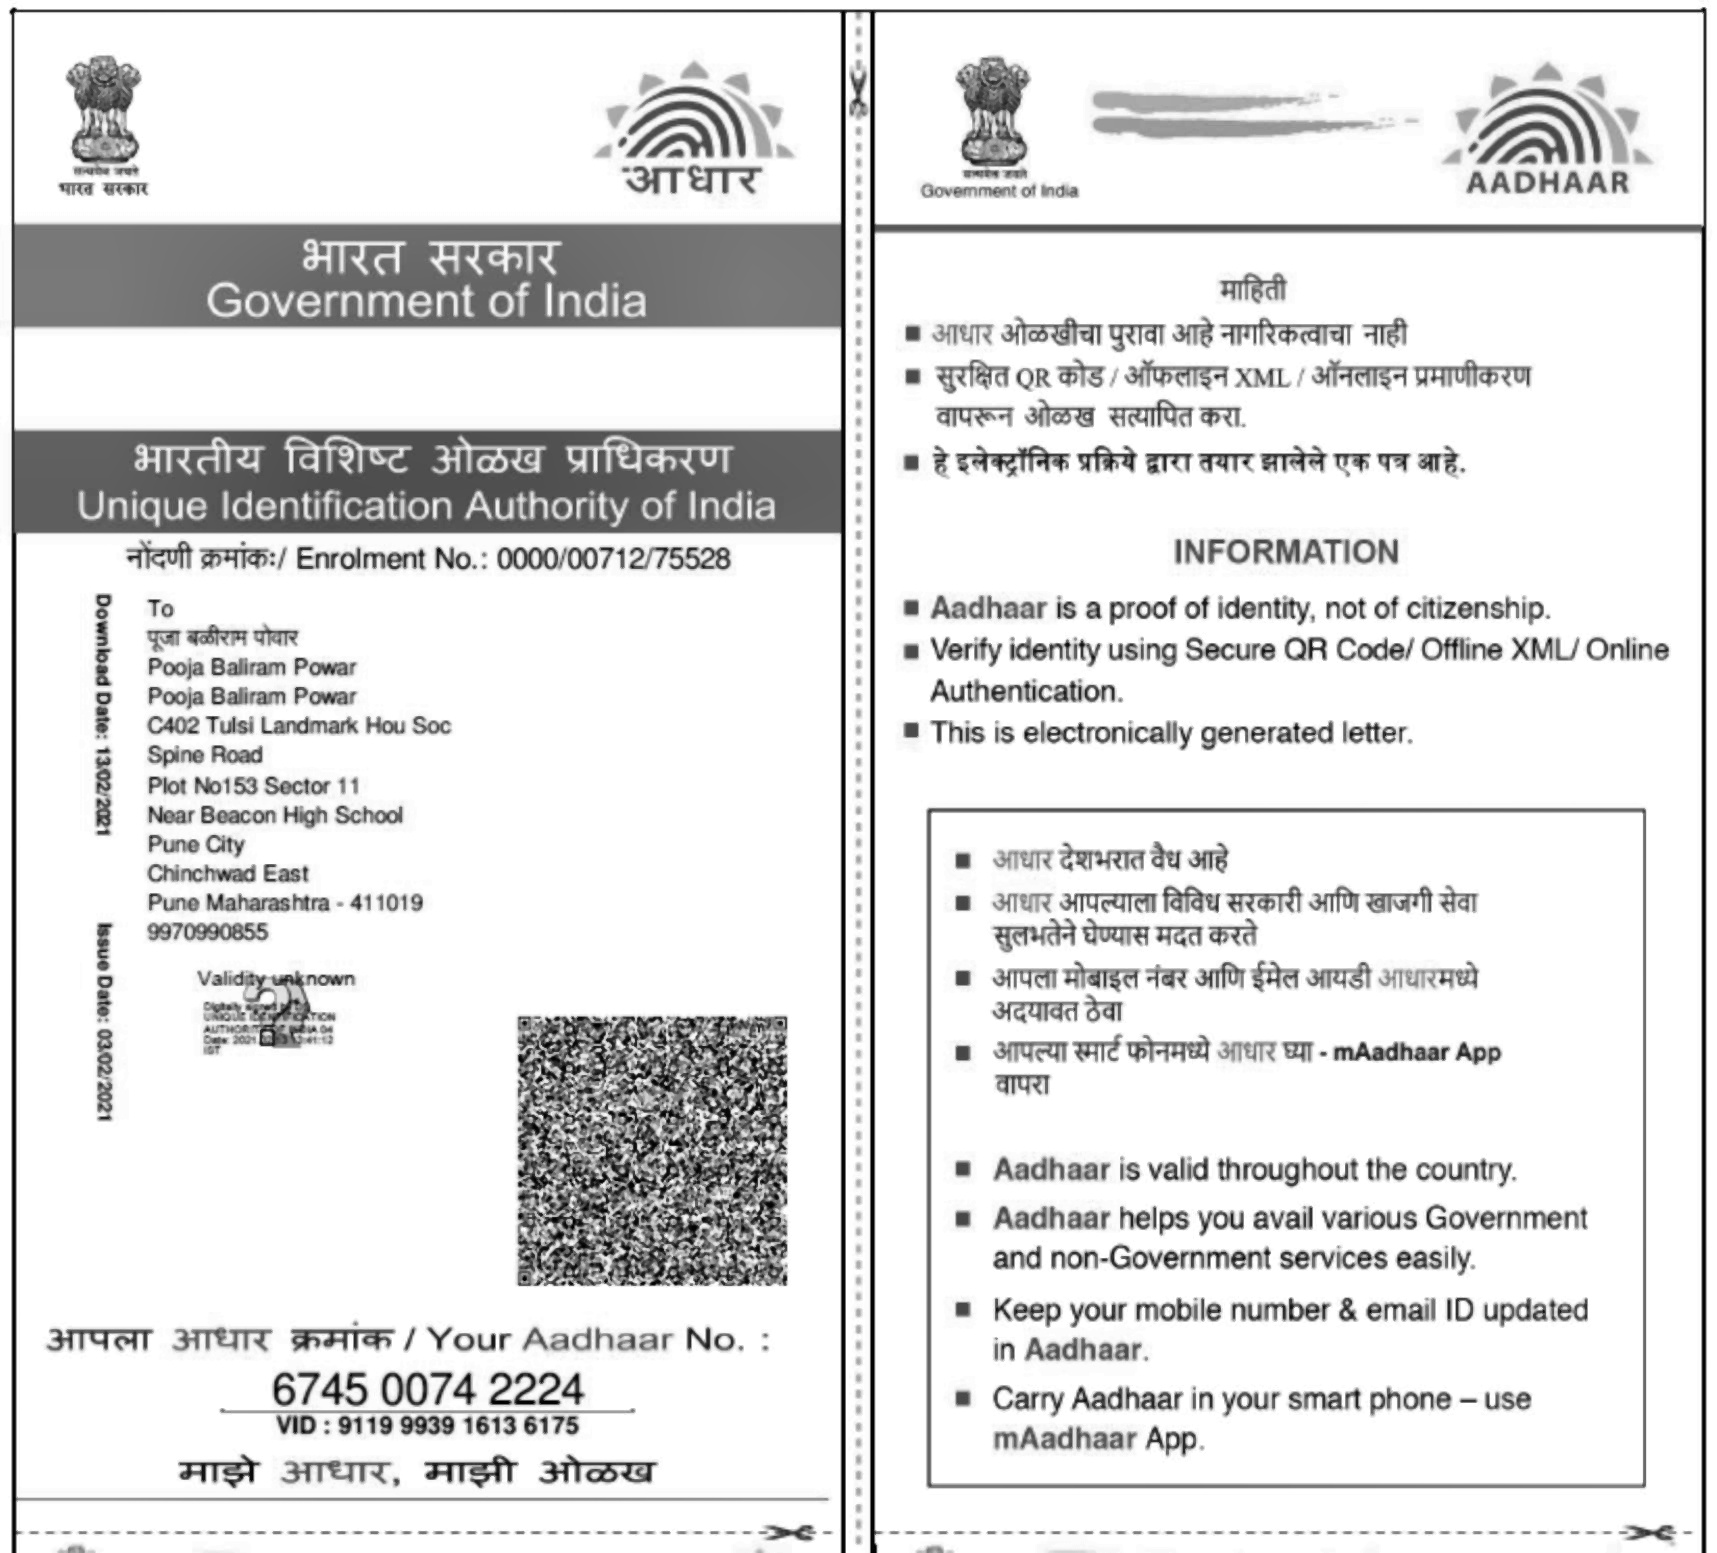 सत्यमेव जयते
भारत सरकार
आधार
भारत सरकार
Government of India
भारतीय विशिष्ट ओळख प्राधिकरण
Unique Identification Authority of India
नोंदणी क्रमांकः/ Enrolment No.: 0000/00712/75528
Download Date: 13/02/2021
Issue Date: 03/02/2021
To
पूजा बळीराम पोवार
Pooja Baliram Powar
Pooja Baliram Powar
C402 Tulsi Landmark Hou Soc
Spine Road
Plot No153 Sector 11
Near Beacon High School
Pune City
Chinchwad East
Pune Maharashtra - 411019
9970990855
Validity unknown
Digitally signed
UNIQUE IDENTIFICATION
AUTHORITY OF INDIA 04
Date: 2021
IST
आपला आधार क्रमांक / Your Aadhaar No. :
6745 0074 2224
VID : 9119 9939 1613 6175
माझे आधार, माझी ओळख
सत्यमेव जयते
Government of India
AADHAAR
माहिती
■ आधार ओळखीचा पुरावा आहे नागरिकत्वाचा नाही
■ सुरक्षित QR कोड / ऑफलाइन XML / ऑनलाइन प्रमाणीकरण
वापरून ओळख सत्यापित करा.
■ हे इलेक्ट्रॉनिक प्रक्रिये द्वारा तयार झालेले एक पत्र आहे.
INFORMATION
■ Aadhaar is a proof of identity, not of citizenship.
■ Verify identity using Secure QR Code/ Offline XML/ Online
Authentication.
■ This is electronically generated letter.
■ आधार देशभरात वैध आहे
■ आधार आपल्याला विविध सरकारी आणि खाजगी सेवा
सुलभतेने घेण्यास मदत करते
■ आपला मोबाइल नंबर आणि ईमेल आयडी आधारमध्ये
अदयावत ठेवा
■ आपल्या स्मार्ट फोनमध्ये आधार घ्या - mAadhaar App
वापरा
■ Aadhaar is valid throughout the country.
■ Aadhaar helps you avail various Government
and non-Government services easily.
■ Keep your mobile number & email ID updated
in Aadhaar.
■ Carry Aadhaar in your smart phone – use
mAadhaar App.